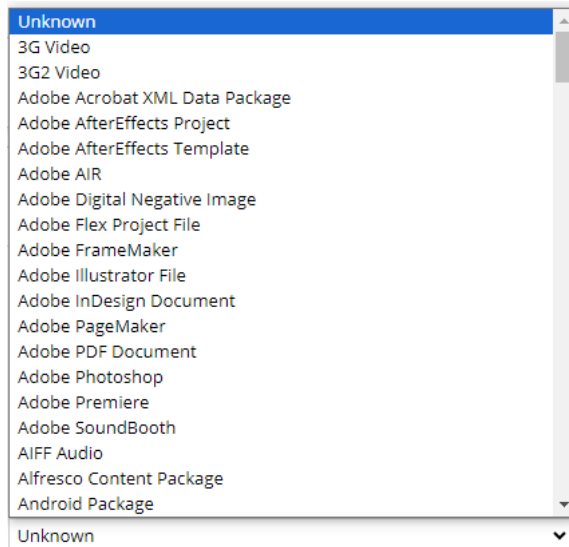 Unknown
3G Video
3G2 Video
Adobe Acrobat XML Data Package
Adobe AfterEffects Project
Adobe AfterEffects Template
Adobe AIR
Adobe Digital Negative Image
Adobe Flex Project File
Adobe FrameMaker
Adobe Illustrator File
Adobe InDesign Document
Adobe PageMaker
Adobe PDF Document
Adobe Photoshop
Adobe Premiere
Adobe SoundBooth
AIFF Audio
Alfresco Content Package
Android Package
Unknown